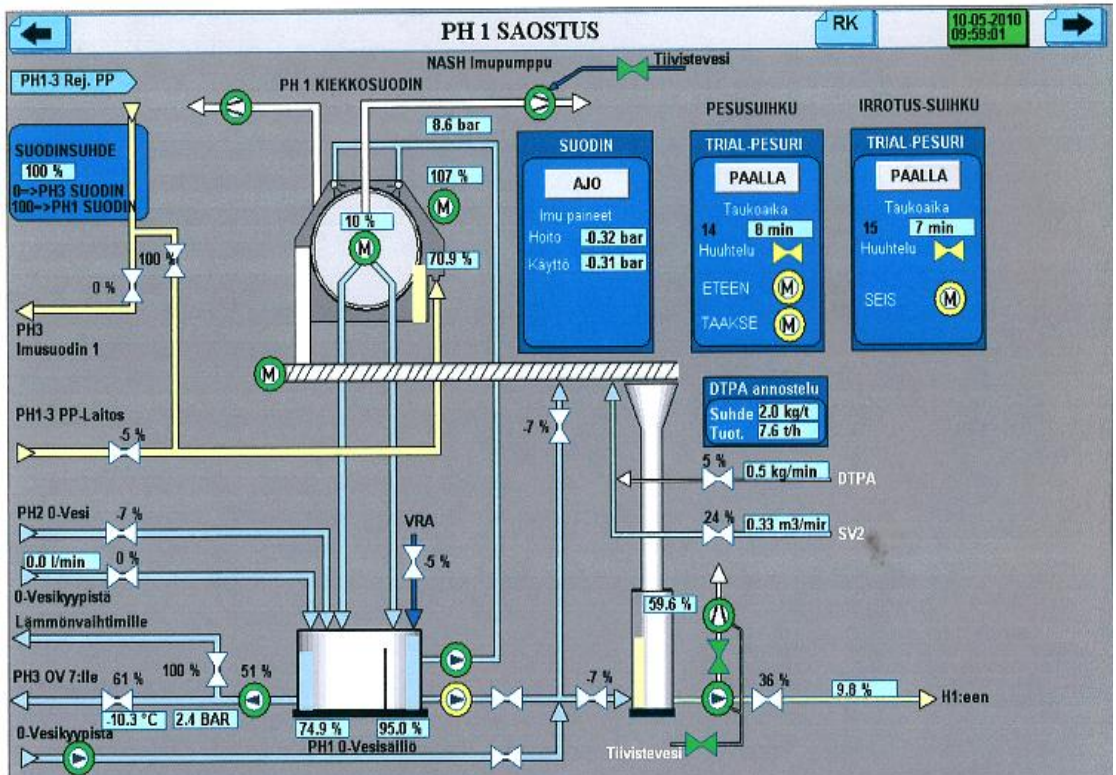 PH 1 SAOSTUS
RK
10-05-2010
09:59:01
PH1-3 Rej. PP
NASH Imupumppu
Tiivistevesi
PH 1 KIEKKOSUODIN
8.6 bar
PESUSUIHKU
IRROTUS-SUIHKU
SUODINSUHDE
100 %
0=>PH3 SUODIN
100=>PH1 SUODIN
107 %
M
10 %
M
70.9 %
100 %
0 %
PH3
Imusuodin 1
SUODIN
AJO
Imu paineet
Hoito -0.32 bar
Käyttö -0.31 bar
TRIAL-PESURI
PAALLA
Taukoaika
14 8 min
Huuhtelu
ETEEN M
TAAKSE M
TRIAL-PESURI
PAALLA
Taukoaika
15 7 min
Huuhtelu
SEIS M
M
PH1-3 PP-Laitos
-5 %
-7 %
DTPA annostelu
Suhde 2.0 kg/t
Tuot. 7.6 t/h
5 % 0.5 kg/min DTPA
24 % 0.33 m3/mir SV2
PH2 0-Vesi -7 %
0.0 l/min 0 %
0-Vesikyypistä
VRA
-5 %
Lämmönvaihtimille
100 %
51 %
PH3 OV 7:lle 61 %
-10.3 °C 2.4 BAR
74.9 % 95.0 %
PH1 0-Vesisäiliö
0-Vesikyypistä
59.6 %
-7 %
36 % 9.8 % H1:een
Tiivistevesi